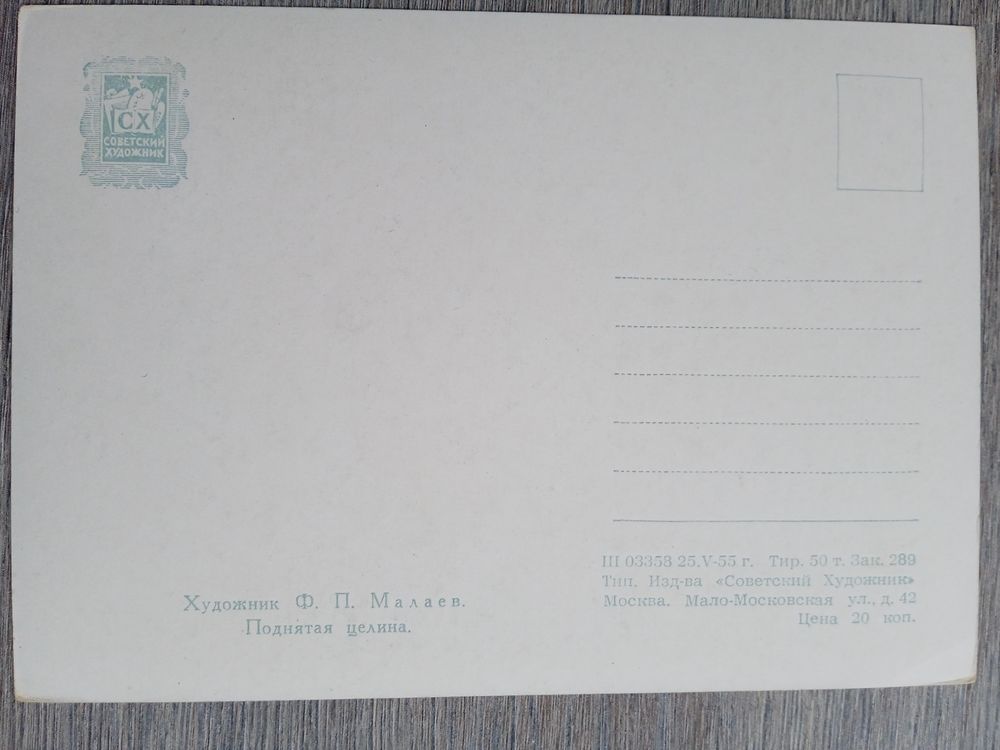 СХ
СОВЕТСКИЙ
ХУДОЖНИК
Художник Ф. П. Малаев.
Поднятая целина.
Ш 03358 25.V-55 г. Тир. 50 т. Зак. 289
Тип. Изд-ва «Советский Художник»
Москва. Мало-Московская ул., д. 42
Цена 20 коп.